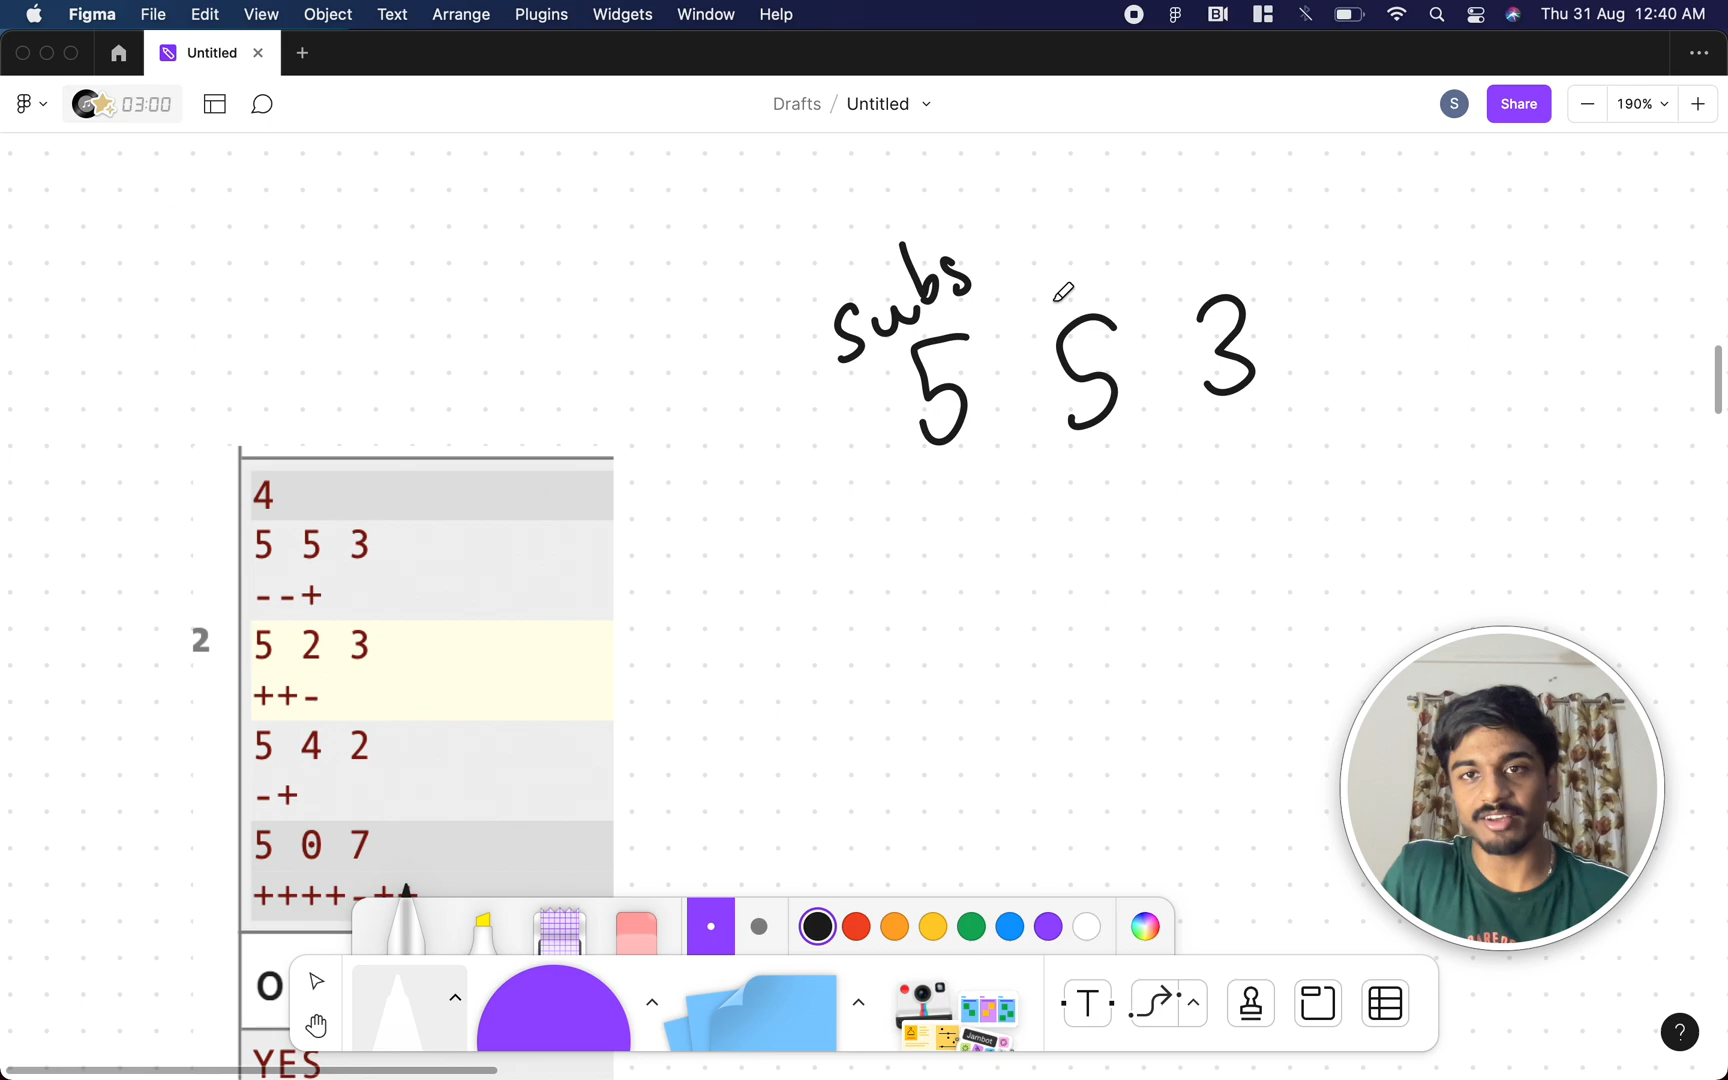 Figma File Edit View Object Text Arrange Plugins Widgets Window Help Thu 31 Aug 12:40 AM
Untitled
03:00 Drafts / Untitled S Share 190%
subs
5 5 3
4
5 5 3
--+
2
5 2 3
++-
5 4 2
-+
5 0 7
++++-++
O
YES
T
Jambot
?